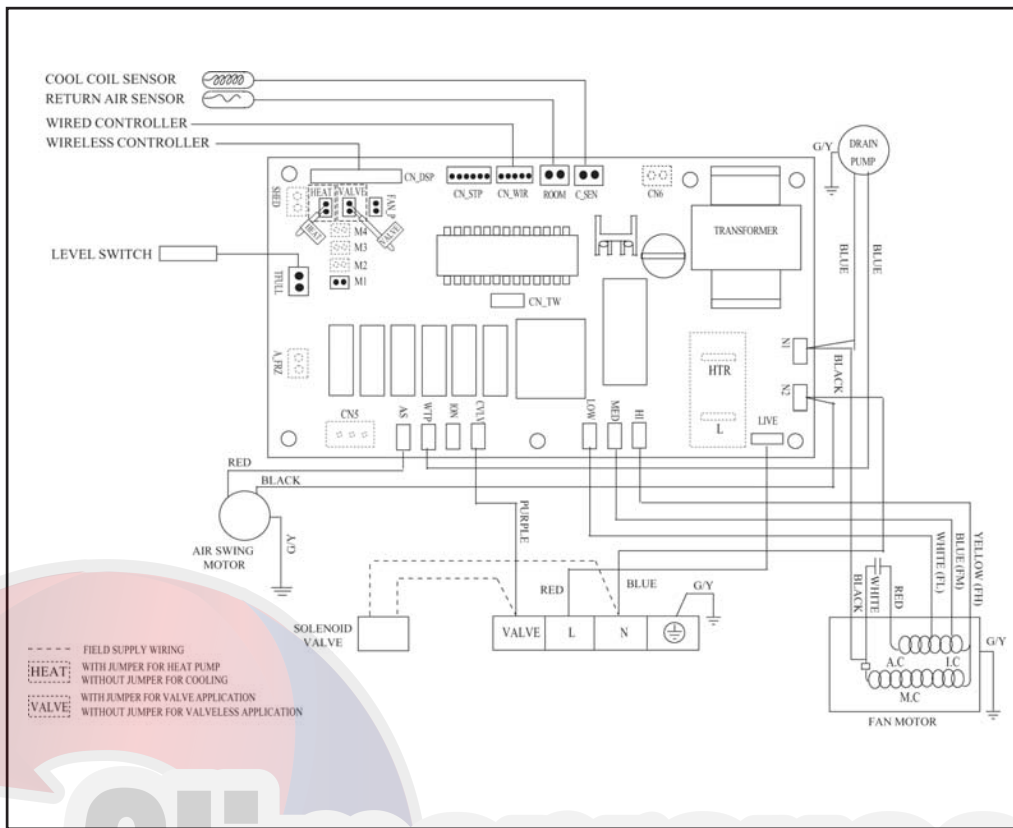 COOL COIL SENSOR
RETURN AIR SENSOR
WIRED CONTROLLER
WIRELESS CONTROLLER
LEVEL SWITCH
CN_DSP
CN_STP
CN_WIR
ROOM
C_SEN
CN6
SHED
HEAT
VALVE
FAN_P
HEAT
VALVE
M4
M3
M2
M1
TFULL
A_FRZ
CN_TW
TRANSFORMER
G/Y
DRAIN
PUMP
BLUE
BLUE
HTR
L
N1
N2
BLACK
CN5
AS
WTP
ION
CVLV
LOW
MED
HI
LIVE
RED
BLACK
AIR SWING
MOTOR
G/Y
PURPLE
RED
BLUE
G/Y
SOLENOID
VALVE
VALVE
L
N
WHITE (FL)
BLUE (FM)
YELLOW (FH)
BLACK
WHITE
RED
A.C
I.C
M.C
G/Y
FAN MOTOR
FIELD SUPPLY WIRING
HEAT
WITH JUMPER FOR HEAT PUMP
WITHOUT JUMPER FOR COOLING
VALVE
WITH JUMPER FOR VALVE APPLICATION
WITHOUT JUMPER FOR VALVELESS APPLICATION